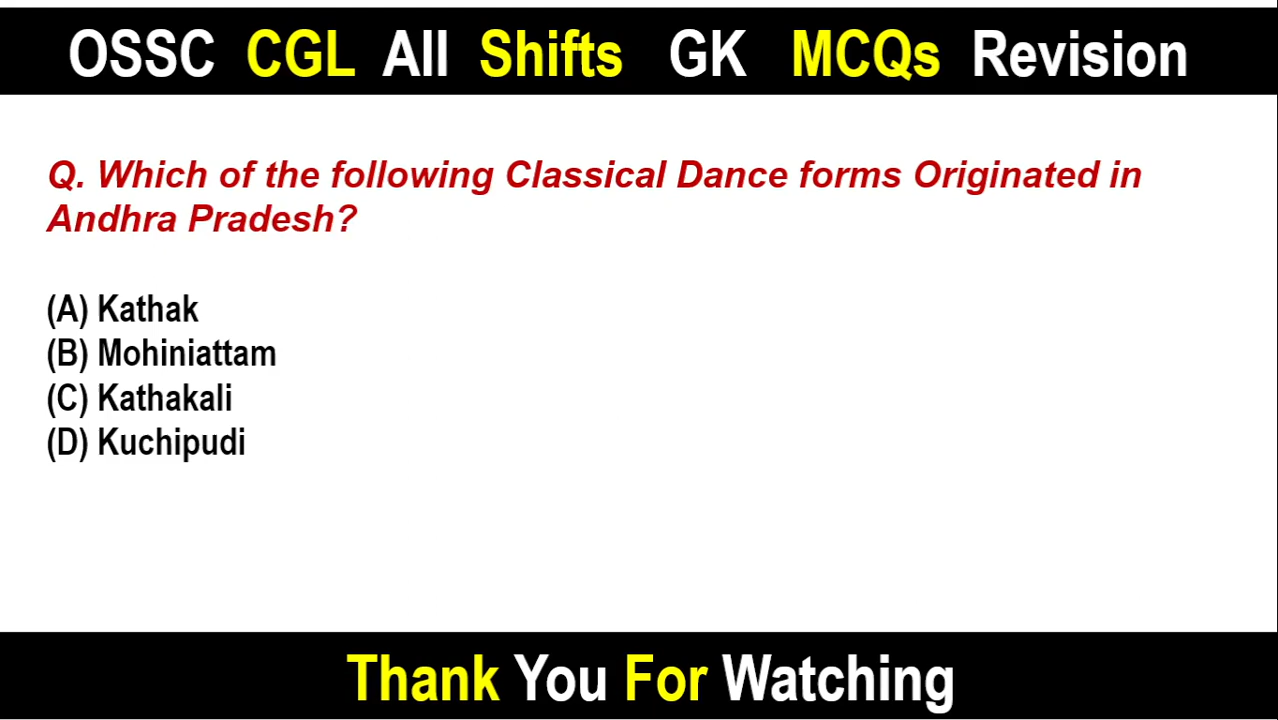 OSSC CGL All Shifts GK MCQs Revision
Q. Which of the following Classical Dance forms Originated in
Andhra Pradesh?
(A) Kathak
(B) Mohiniattam
(C) Kathakali
(D) Kuchipudi
Thank You For Watching